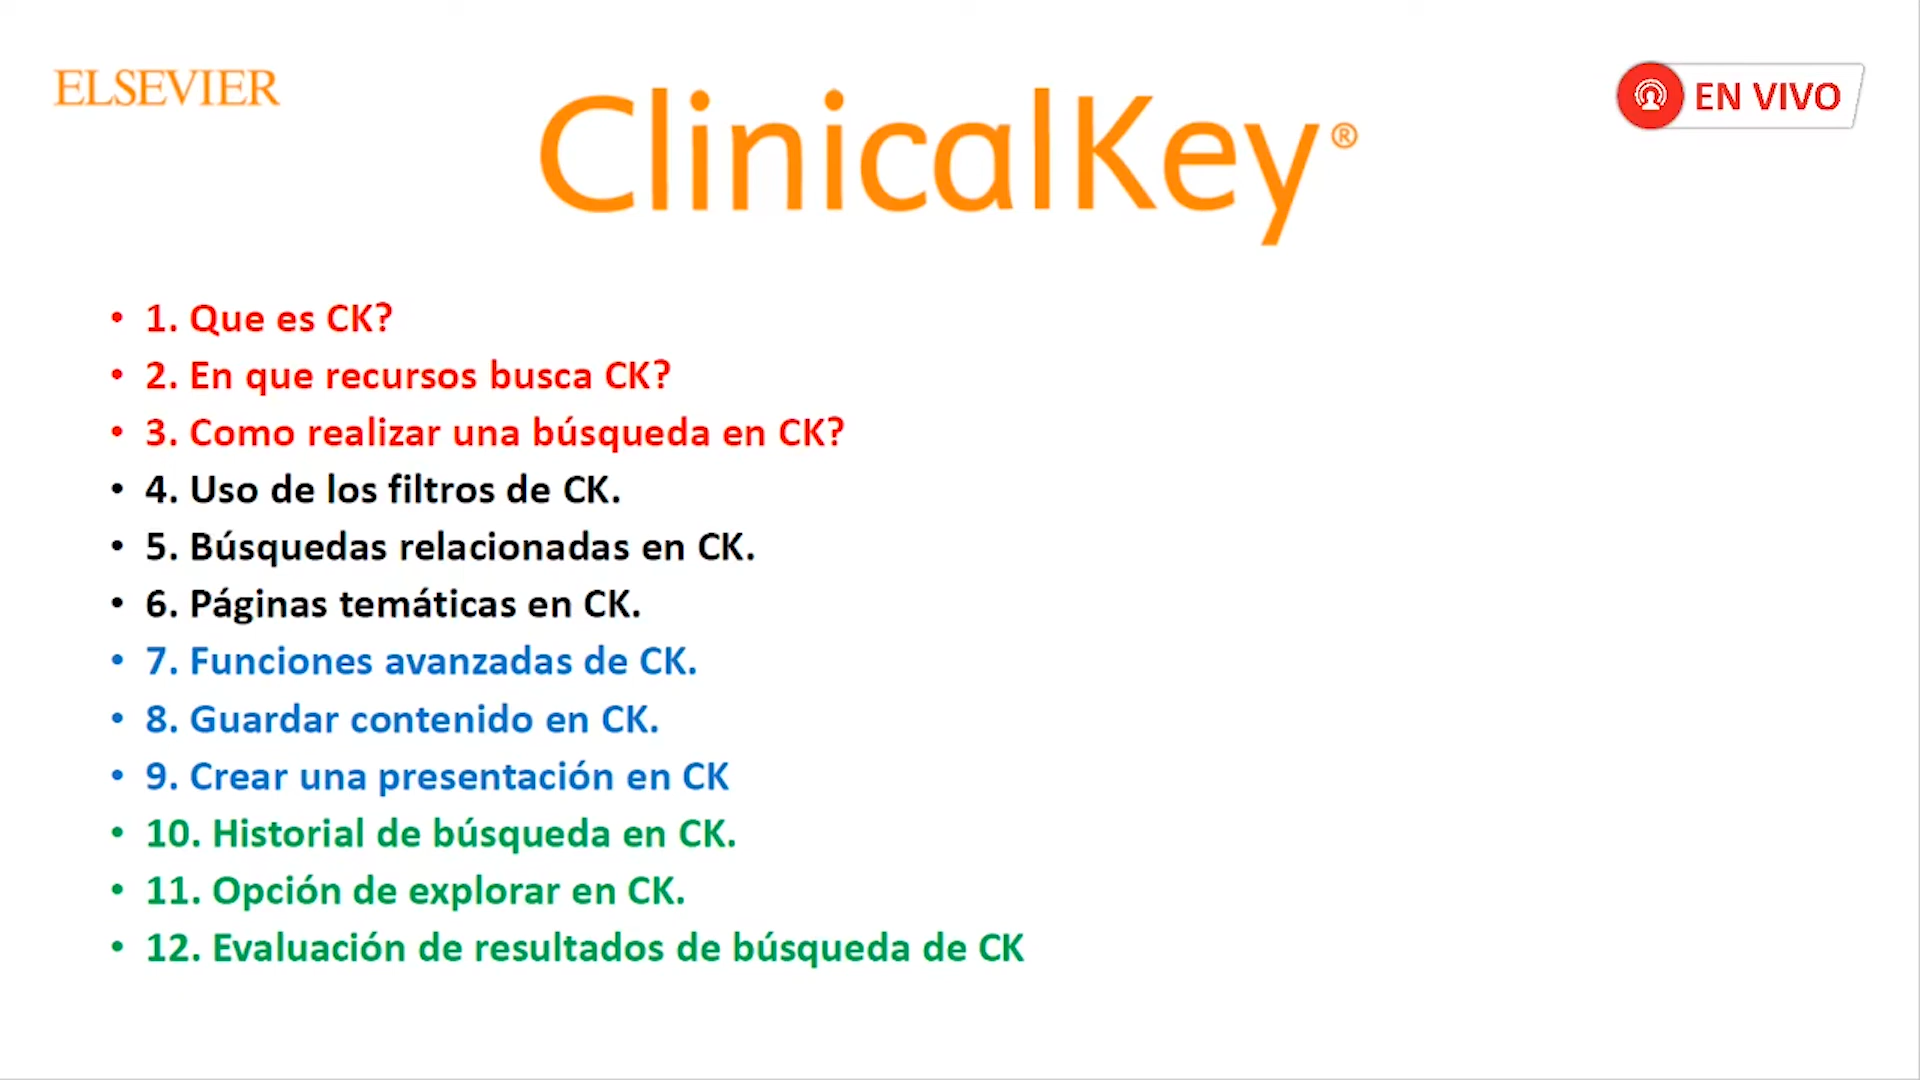 ELSEVIER
ClinicalKey®
EN VIVO
• 1. Que es CK?
• 2. En que recursos busca CK?
• 3. Como realizar una búsqueda en CK?
• 4. Uso de los filtros de CK.
• 5. Búsquedas relacionadas en CK.
• 6. Páginas temáticas en CK.
• 7. Funciones avanzadas de CK.
• 8. Guardar contenido en CK.
• 9. Crear una presentación en CK
• 10. Historial de búsqueda en CK.
• 11. Opción de explorar en CK.
• 12. Evaluación de resultados de búsqueda de CK